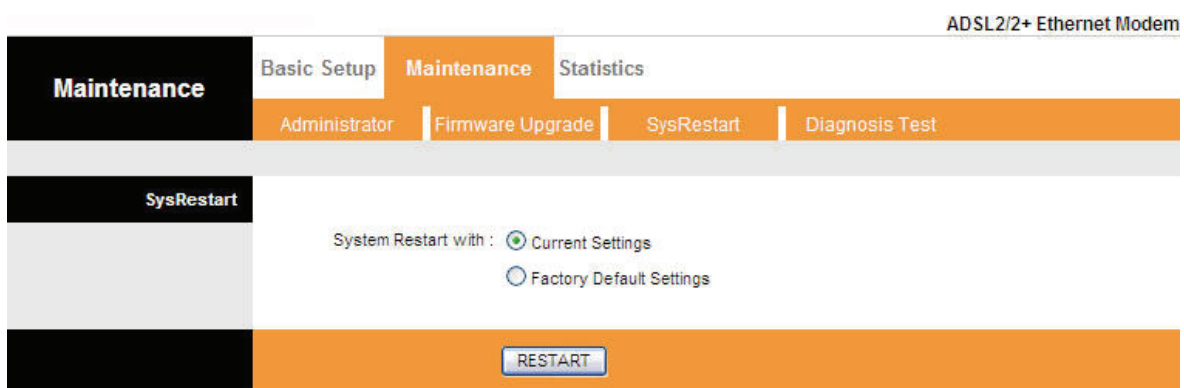 ADSL2/2+ Ethernet Modem
Maintenance
Basic Setup Maintenance Statistics
Administrator Firmware Upgrade SysRestart Diagnosis Test
SysRestart
System Restart with : Current Settings
Factory Default Settings
RESTART